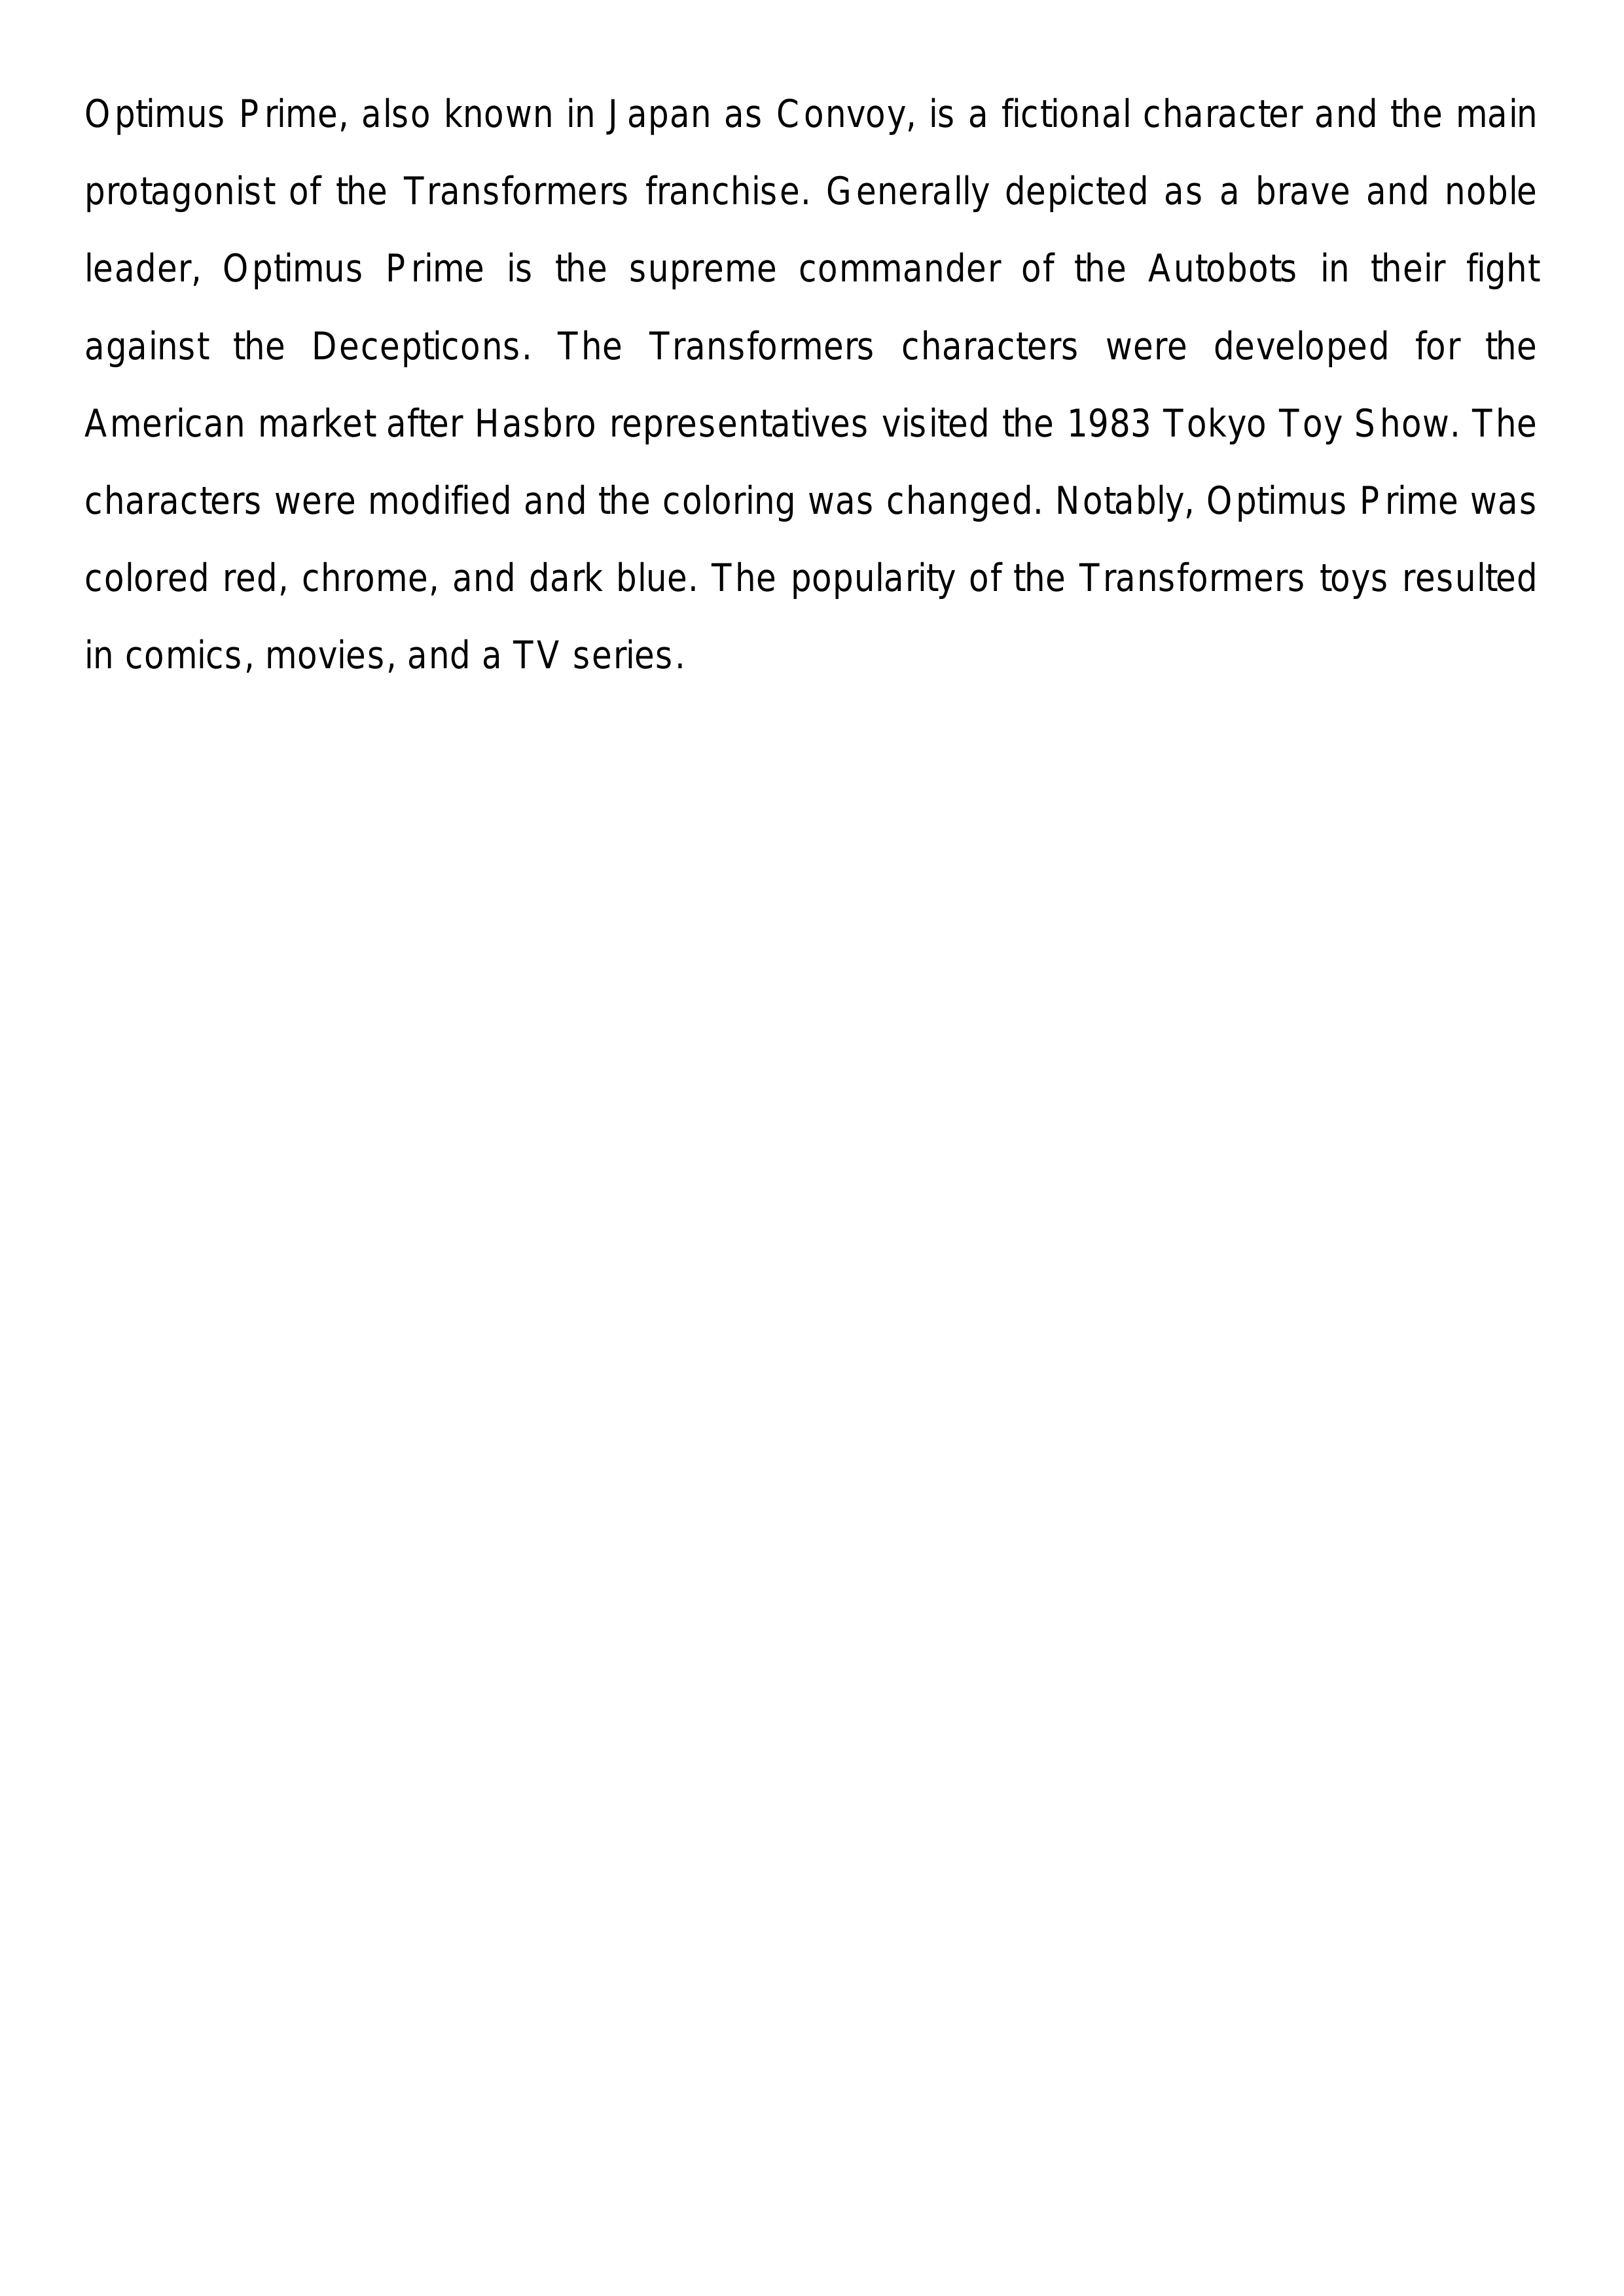 Optimus Prime, also known in Japan as Convoy, is a fictional character and the main
protagonist of the Transformers franchise. Generally depicted as a brave and noble
leader, Optimus Prime is the supreme commander of the Autobots in their fight
against the Decepticons. The Transformers characters were developed for the
American market after Hasbro representatives visited the 1983 Tokyo Toy Show. The
characters were modified and the coloring was changed. Notably, Optimus Prime was
colored red, chrome, and dark blue. The popularity of the Transformers toys resulted
in comics, movies, and a TV series.